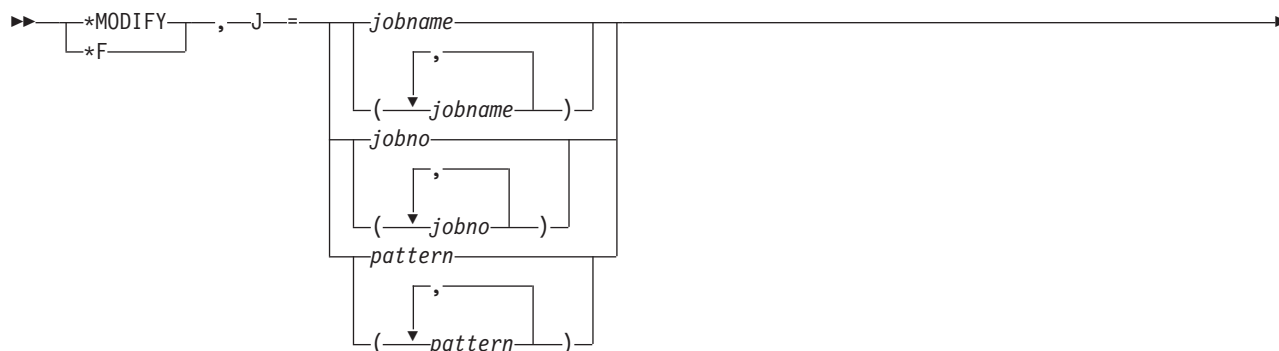 *MODIFY , J = jobname
*F
,
( jobname )
jobno
,
( jobno )
pattern
,
( pattern )